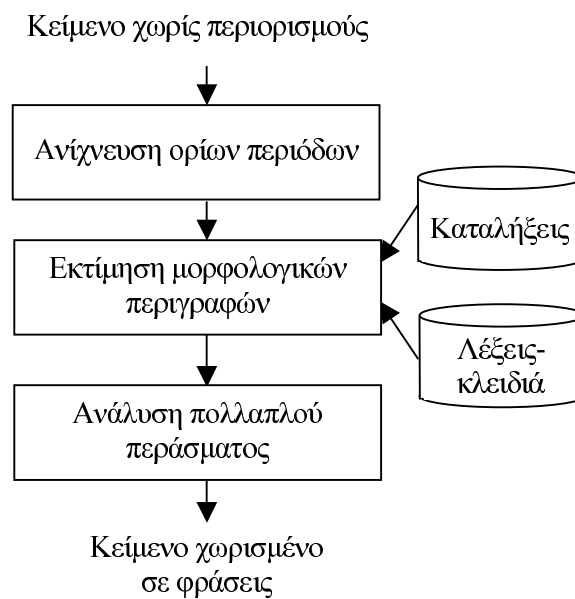 Κείμενο χωρίς περιορισμούς
Ανίχνευση ορίων περιόδων
Καταλήξεις
Εκτίμηση μορφολογικών
περιγραφών
Λέξεις-
κλειδιά
Ανάλυση πολλαπλού
περάσματος
Κείμενο χωρισμένο
σε φράσεις